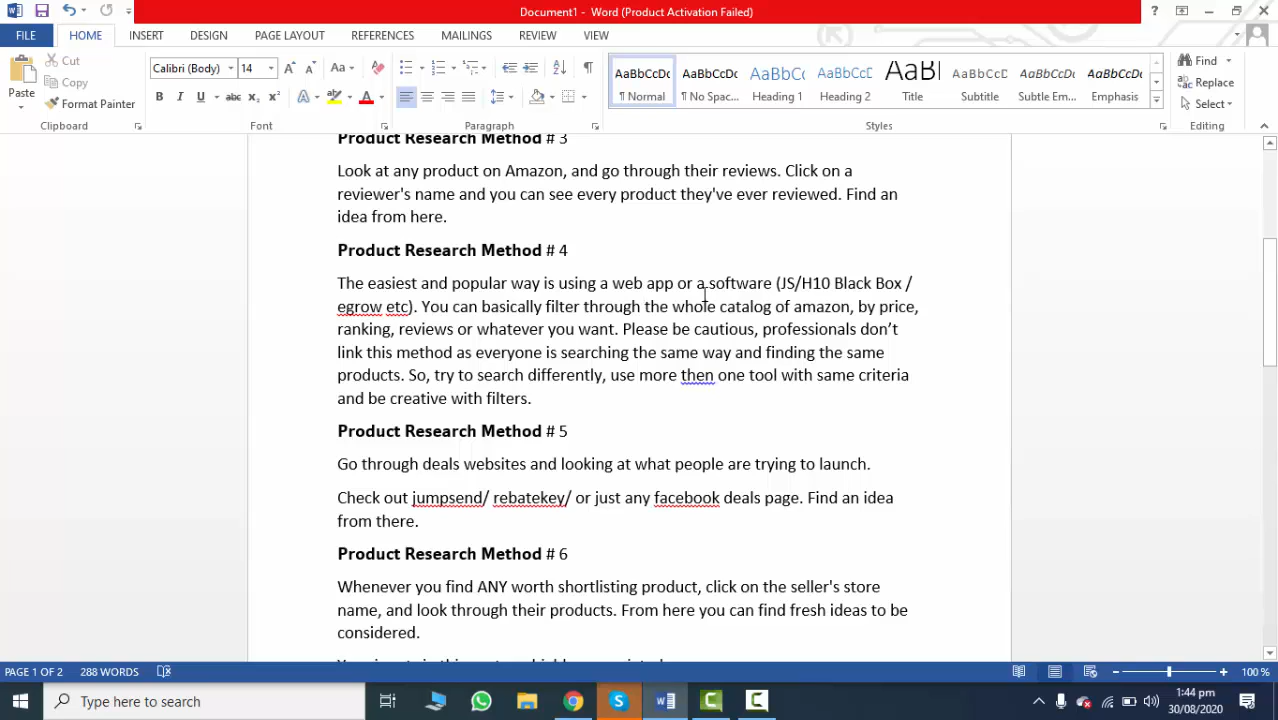 Document1 - Word (Product Activation Failed)
FILE HOME INSERT DESIGN PAGE LAYOUT REFERENCES MAILINGS REVIEW VIEW
Cut
Copy
Format Painter
Paste
Clipboard
Calibri (Body) 14
Font
Paragraph
AaBbCcDc AaBbCcDc AaBbCc AaBbCcD AaBl AaBbCcD AaBbCcDc AaBbCcDc
¶ Normal ¶ No Spac... Heading 1 Heading 2 Title Subtitle Subtle Em... Emphasis
Styles
Find
Replace
Select
Editing
Product Research Method # 3
Look at any product on Amazon, and go through their reviews. Click on a
reviewer's name and you can see every product they've ever reviewed. Find an
idea from here.
Product Research Method # 4
The easiest and popular way is using a web app or a software (JS/H10 Black Box /
egrow etc). You can basically filter through the whole catalog of amazon, by price,
ranking, reviews or whatever you want. Please be cautious, professionals don’t
link this method as everyone is searching the same way and finding the same
products. So, try to search differently, use more then one tool with same criteria
and be creative with filters.
Product Research Method # 5
Go through deals websites and looking at what people are trying to launch.
Check out jumpsend/ rebatekey/ or just any facebook deals page. Find an idea
from there.
Product Research Method # 6
Whenever you find ANY worth shortlisting product, click on the seller's store
name, and look through their products. From here you can find fresh ideas to be
considered.
PAGE 1 OF 2 288 WORDS 100 %
Type here to search
1:44 pm
30/08/2020